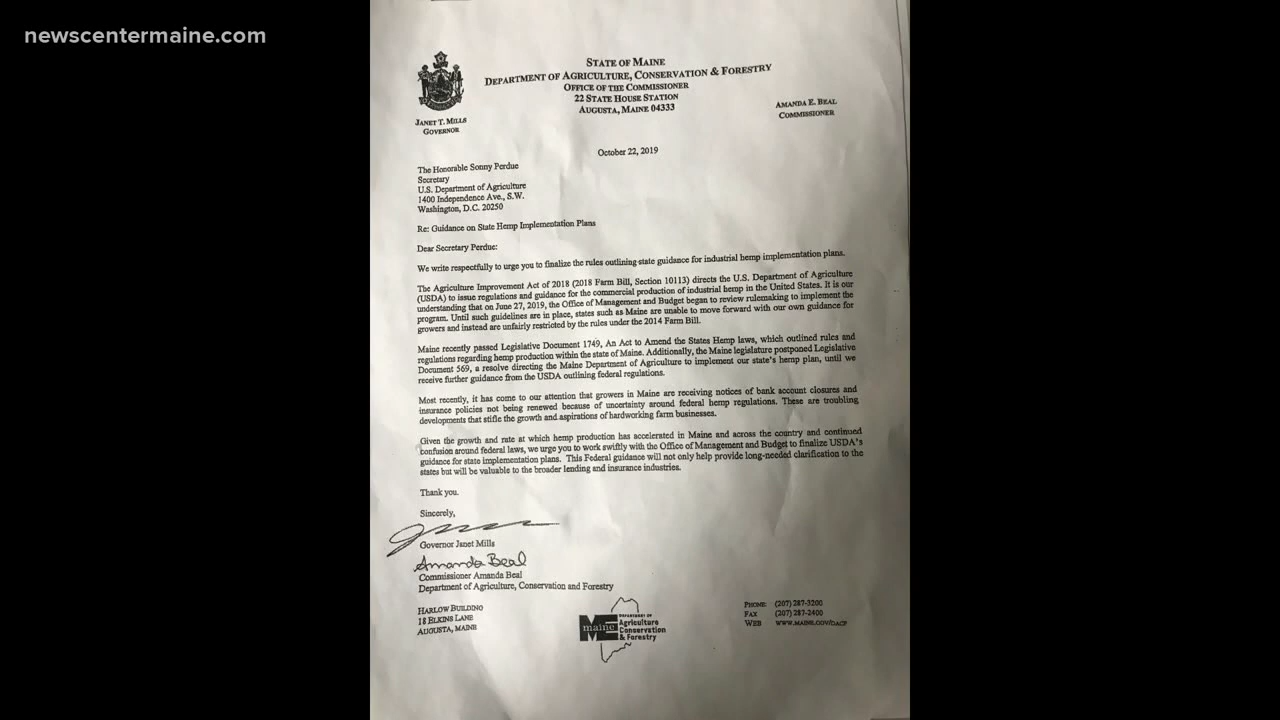 newscentermaine.com
STATE OF MAINE
DEPARTMENT OF AGRICULTURE, CONSERVATION & FORESTRY
OFFICE OF THE COMMISSIONER
22 STATE HOUSE STATION
AUGUSTA, MAINE 04333
JANET T. MILLS
GOVERNOR
AMANDA E. BEAL
COMMISSIONER
October 22, 2019
The Honorable Sonny Perdue
Secretary
U.S. Department of Agriculture
1400 Independence Ave., S.W.
Washington, D.C. 20250
Re: Guidance on State Hemp Implementation Plans
Dear Secretary Perdue:
We write respectfully to urge you to finalize the rules outlining state guidance for industrial hemp implementation plans.
The Agriculture Improvement Act of 2018 (2018 Farm Bill, Section 10113) directs the U.S. Department of Agriculture
(USDA) to issue regulations and guidance for the commercial production of industrial hemp in the United States. It is our
understanding that on June 27, 2019, the Office of Management and Budget began to review rulemaking to implement the
program. Until such guidelines are in place, states such as Maine are unable to move forward with our own guidance for
growers and instead are unfairly restricted by the rules under the 2014 Farm Bill.
Maine recently passed Legislative Document 1749, An Act to Amend the States Hemp laws, which outlined rules and
regulations regarding hemp production within the state of Maine. Additionally, the Maine legislature postponed Legislative
Document 569, a resolve directing the Maine Department of Agriculture to implement our state's hemp plan, until we
receive further guidance from the USDA outlining federal regulations.
Most recently, it has come to our attention that growers in Maine are receiving notices of bank account closures and
insurance policies not being renewed because of uncertainty around federal hemp regulations. These are troubling
developments that stifle the growth and aspirations of hardworking farm businesses.
Given the growth and rate at which hemp production has accelerated in Maine and across the country and continued
confusion around federal laws, we urge you to work swiftly with the Office of Management and Budget to finalize USDA's
guidance for state implementation plans. This Federal guidance will not only help provide long-needed clarification to the
states but will be valuable to the broader lending and insurance industries.
Thank you.
Sincerely,
Governor Janet Mills
Amanda Beal
Commissioner Amanda Beal
Department of Agriculture, Conservation and Forestry
HARLOW BUILDING
18 ELKINS LANE
AUGUSTA, MAINE
ME
maine
DEPARTMENT OF
Agriculture
Conservation
& Forestry
PHONE: (207) 287-3200
FAX (207) 287-2400
WEB WWW.MAINE.GOV/DACF